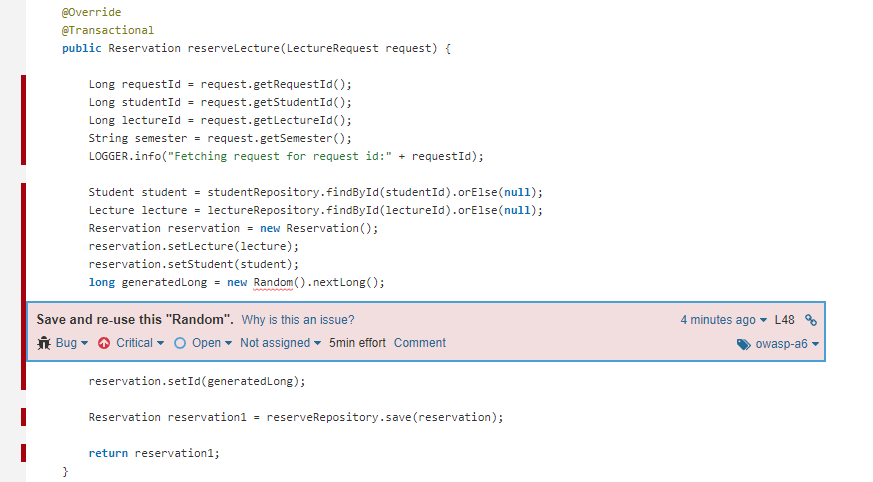 @Override
@Transactional
public Reservation reserveLecture(LectureRequest request) {
Long requestId = request.getRequestId();
Long studentId = request.getStudentId();
Long lectureId = request.getLectureId();
String semester = request.getSemester();
LOGGER.info("Fetching request for request id:" + requestId);
Student student = studentRepository.findById(studentId).orElse(null);
Lecture lecture = lectureRepository.findById(lectureId).orElse(null);
Reservation reservation = new Reservation();
reservation.setLecture(lecture);
reservation.setStudent(student);
long generatedLong = new Random().nextLong();
Save and re-use this "Random". Why is this an issue? 4 minutes ago L48
Bug Critical Open Not assigned 5min effort Comment owasp-a6
reservation.setId(generatedLong);
Reservation reservation1 = reserveRepository.save(reservation);
return reservation1;
}